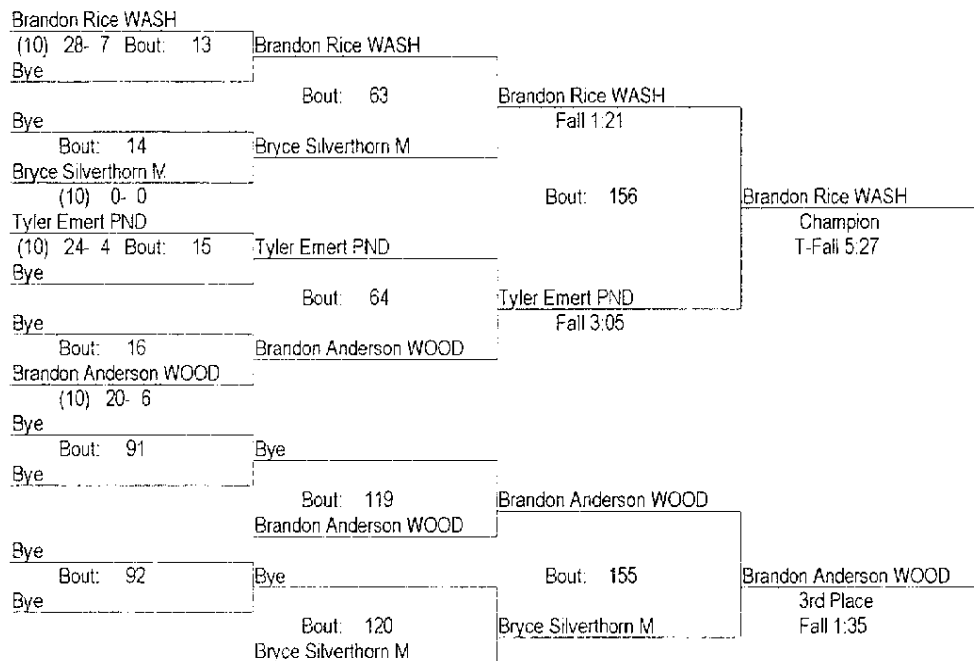 Brandon Rice WASH
(10) 28- 7 Bout: 13
Brandon Rice WASH
Bye
Bout: 63
Brandon Rice WASH
Fall 1:21
Bye
Bout: 14
Bryce Silverthorn M
Bryce Silverthorn M
(10) 0- 0
Bout: 156
Brandon Rice WASH
Champion
T-Fall 5:27
Tyler Emert PND
(10) 24- 4 Bout: 15
Tyler Emert PND
Bye
Bout: 64
Tyler Emert PND
Fall 3:05
Bye
Bout: 16
Brandon Anderson WOOD
Brandon Anderson WOOD
(10) 20- 6
Bye
Bout: 91
Bye
Bye
Bout: 119
Brandon Anderson WOOD
Brandon Anderson WOOD
Bye
Bout: 92
Bye
Bye
Bout: 155
Brandon Anderson WOOD
3rd Place
Fall 1:35
Bout: 120
Bryce Silverthorn M
Bryce Silverthorn M